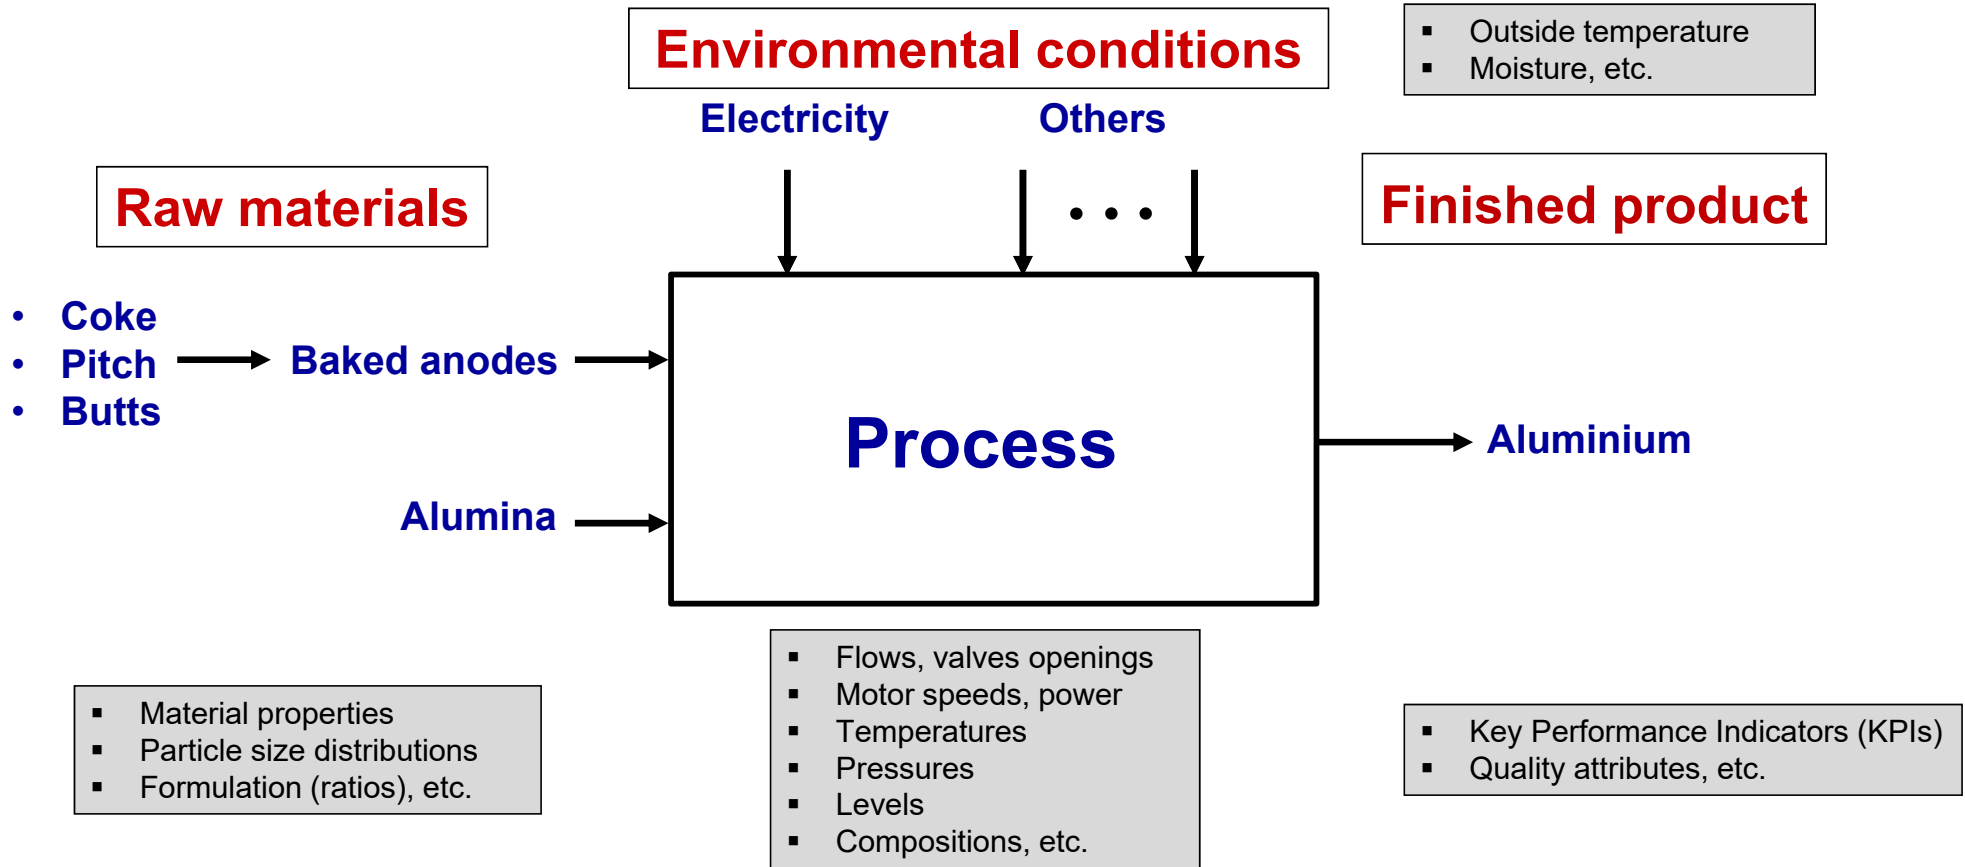 Environmental conditions
▪ Outside temperature
▪ Moisture, etc.
Electricity
Others
Raw materials
• • •
Finished product
• Coke
• Pitch
• Butts
Baked anodes
Process
Aluminium
Alumina
▪ Material properties
▪ Particle size distributions
▪ Formulation (ratios), etc.
▪ Flows, valves openings
▪ Motor speeds, power
▪ Temperatures
▪ Pressures
▪ Levels
▪ Compositions, etc.
▪ Key Performance Indicators (KPIs)
▪ Quality attributes, etc.